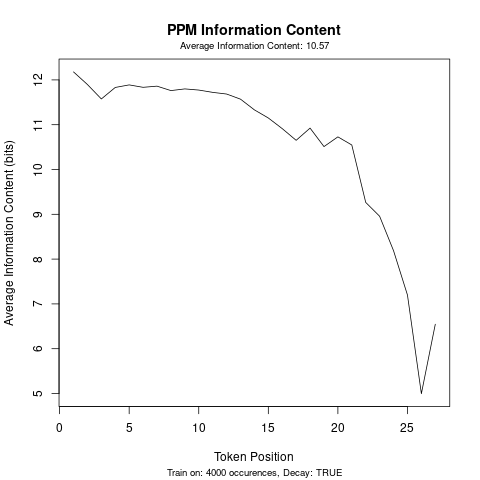 PPM Information Content
Average Information Content: 10.57
Average Information Content (bits)
12
11
10
9
8
7
6
5
0 5 10 15 20 25
Token Position
Train on: 4000 occurences, Decay: TRUE